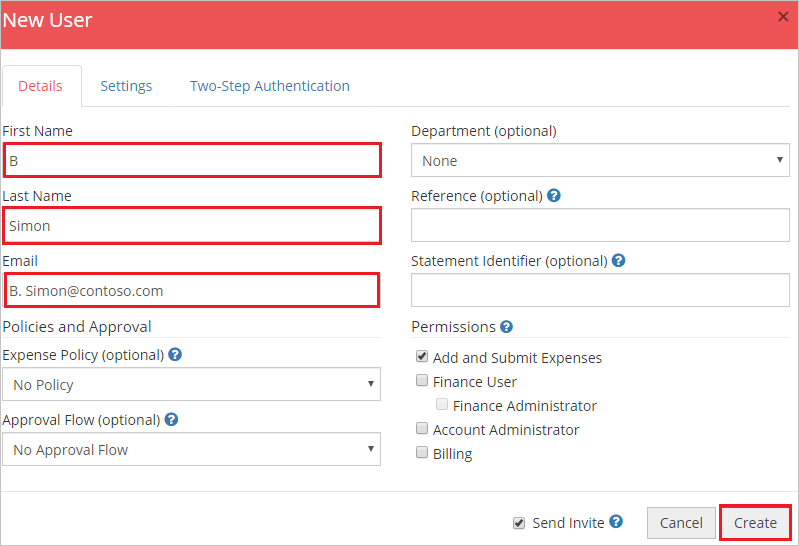 New User
×
Details Settings Two-Step Authentication
First Name
B
Last Name
Simon
Email
B. Simon@contoso.com
Policies and Approval
Expense Policy (optional) ?
No Policy
Approval Flow (optional) ?
No Approval Flow
Department (optional)
None
Reference (optional) ?
Statement Identifier (optional) ?
Permissions ?
Add and Submit Expenses
Finance User
Finance Administrator
Account Administrator
Billing
Send Invite ? Cancel Create